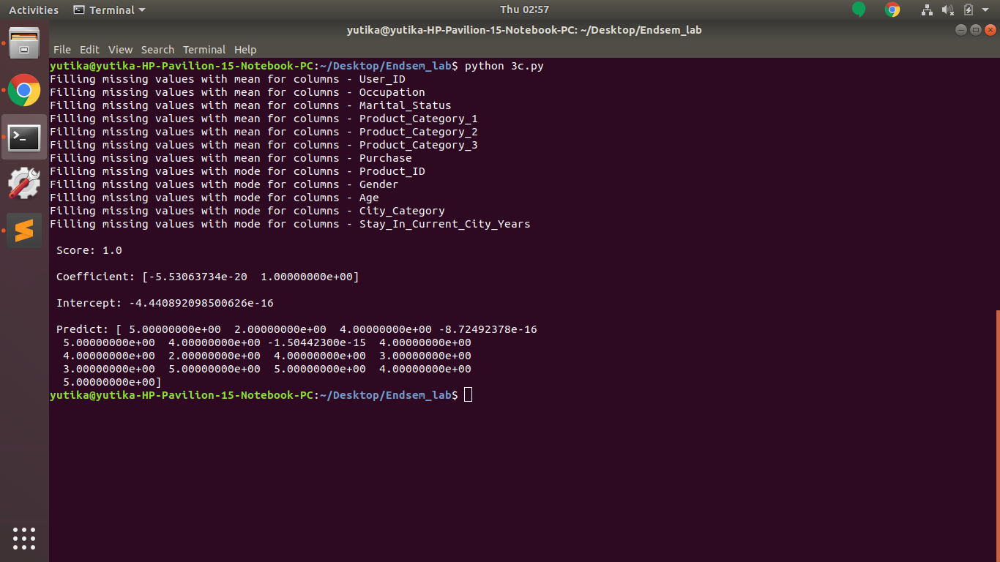 Activities Terminal Thu 02:57
yutika@yutika-HP-Pavilion-15-Notebook-PC: ~/Desktop/Endsem_lab
File Edit View Search Terminal Help
yutika@yutika-HP-Pavilion-15-Notebook-PC:~/Desktop/Endsem_lab$ python 3c.py
Filling missing values with mean for columns - User_ID
Filling missing values with mean for columns - Occupation
Filling missing values with mean for columns - Marital_Status
Filling missing values with mean for columns - Product_Category_1
Filling missing values with mean for columns - Product_Category_2
Filling missing values with mean for columns - Product_Category_3
Filling missing values with mean for columns - Purchase
Filling missing values with mode for columns - Product_ID
Filling missing values with mode for columns - Gender
Filling missing values with mode for columns - Age
Filling missing values with mode for columns - City_Category
Filling missing values with mode for columns - Stay_In_Current_City_Years
Score: 1.0
Coefficient: [-5.53063734e-20  1.00000000e+00]
Intercept: -4.440892098500626e-16
Predict: [ 5.00000000e+00  2.00000000e+00  4.00000000e+00 -8.72492378e-16
5.00000000e+00  4.00000000e+00 -1.50442300e-15  4.00000000e+00
4.00000000e+00  2.00000000e+00  4.00000000e+00  3.00000000e+00
3.00000000e+00  5.00000000e+00  5.00000000e+00  4.00000000e+00
5.00000000e+00]
yutika@yutika-HP-Pavilion-15-Notebook-PC:~/Desktop/Endsem_lab$